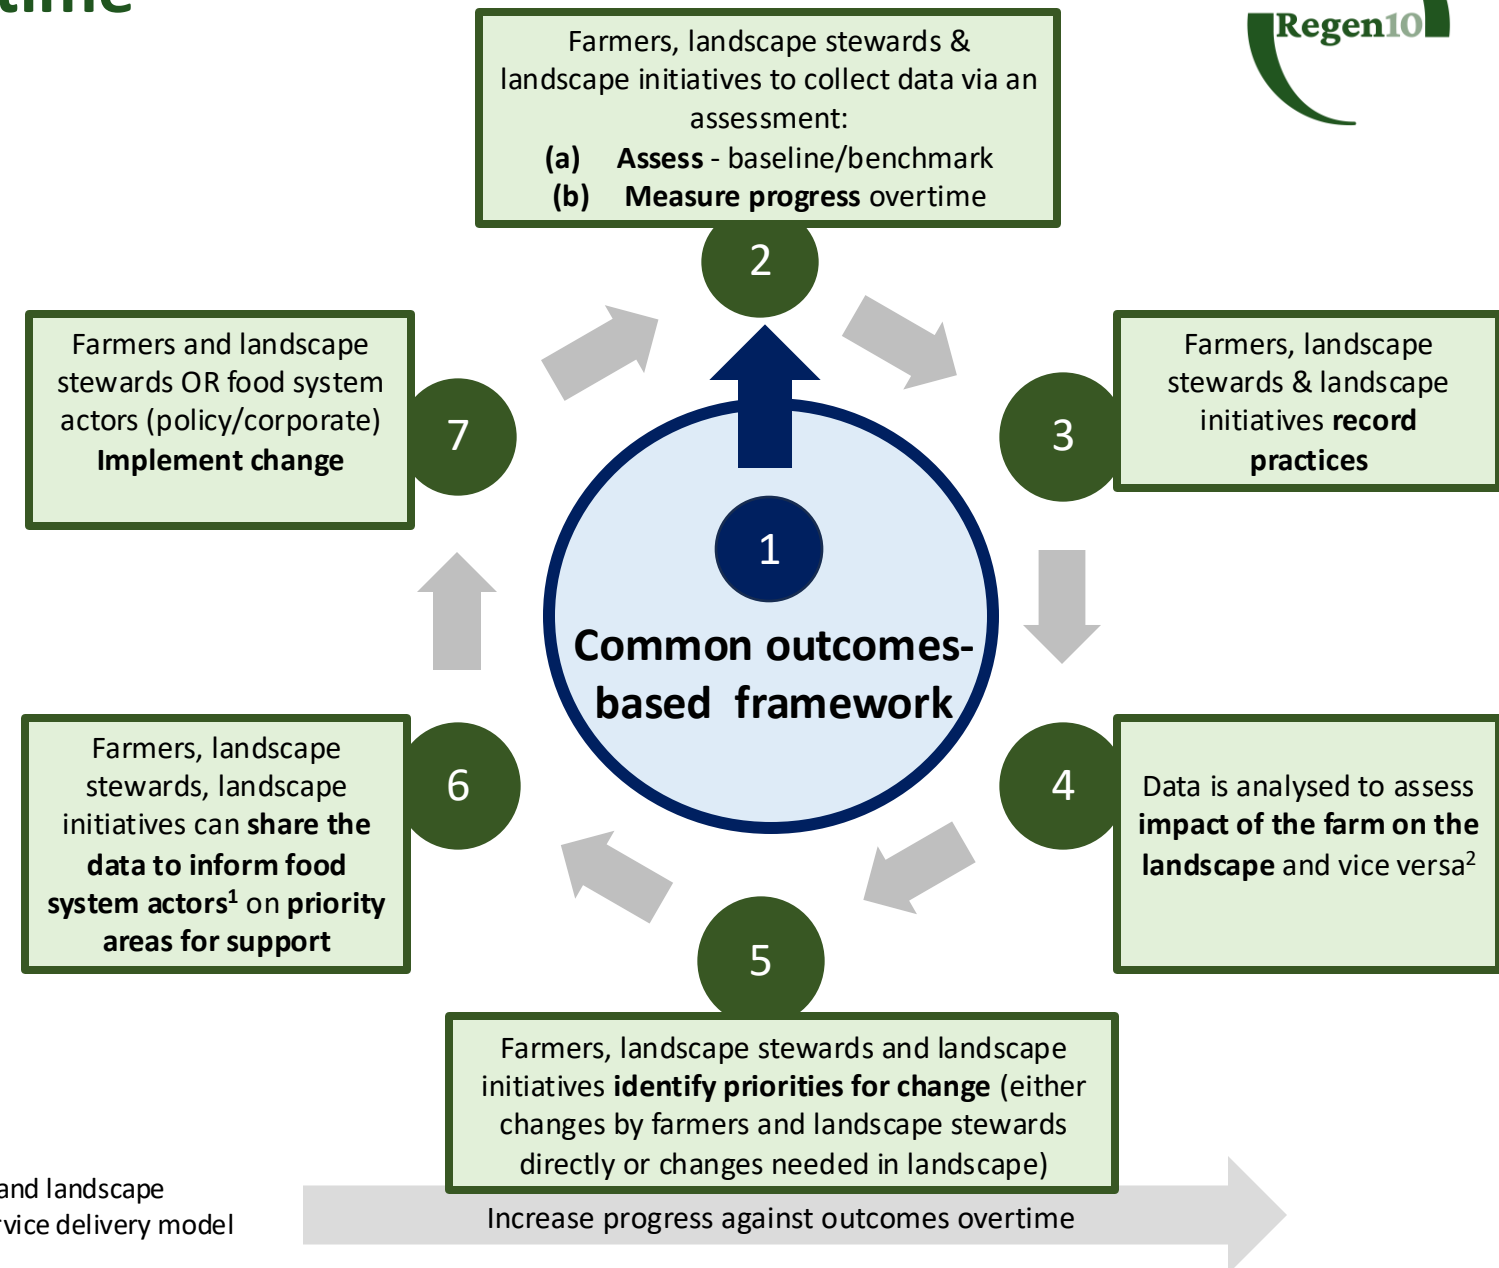 time
Regen10
Farmers, landscape stewards &
landscape initiatives to collect data via an
assessment:
(a) Assess - baseline/benchmark
(b) Measure progress overtime
2
Farmers and landscape
stewards OR food system
actors (policy/corporate)
Implement change
7
Farmers, landscape
stewards & landscape
initiatives record
practices
3
1
Common outcomes-
based framework
Farmers, landscape
stewards, landscape
initiatives can share the
data to inform food
system actors¹ on priority
areas for support
6
Data is analysed to assess
impact of the farm on the
landscape and vice versa²
4
5
Farmers, landscape stewards and landscape
initiatives identify priorities for change (either
changes by farmers and landscape stewards
directly or changes needed in landscape)
and landscape
rvice delivery model
Increase progress against outcomes overtime